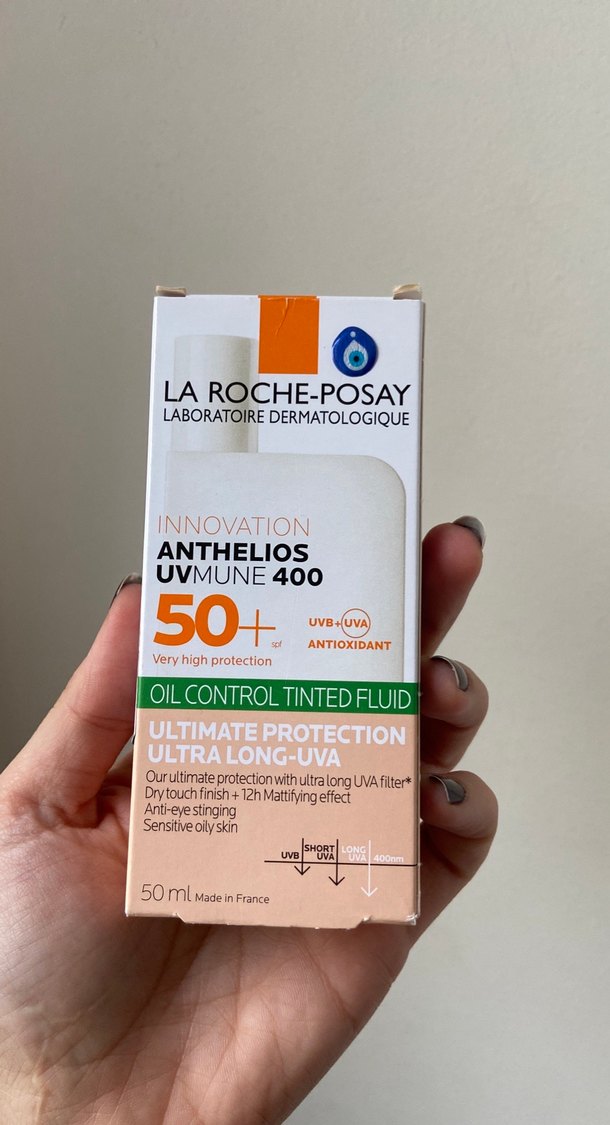 LA ROCHE-POSAY
LABORATOIRE DERMATOLOGIQUE
INNOVATION
ANTHELIOS
UVMUNE 400
50+ spf
Very high protection
UVB+UVA
ANTIOXIDANT
OIL CONTROL TINTED FLUID
ULTIMATE PROTECTION
ULTRA LONG-UVA
Our ultimate protection with ultra long UVA filter*
Dry touch finish + 12h Mattifying effect
Anti-eye stinging
Sensitive oily skin
UVB
SHORT
UVA
LONG
UVA
400nm
50 ml Made in France